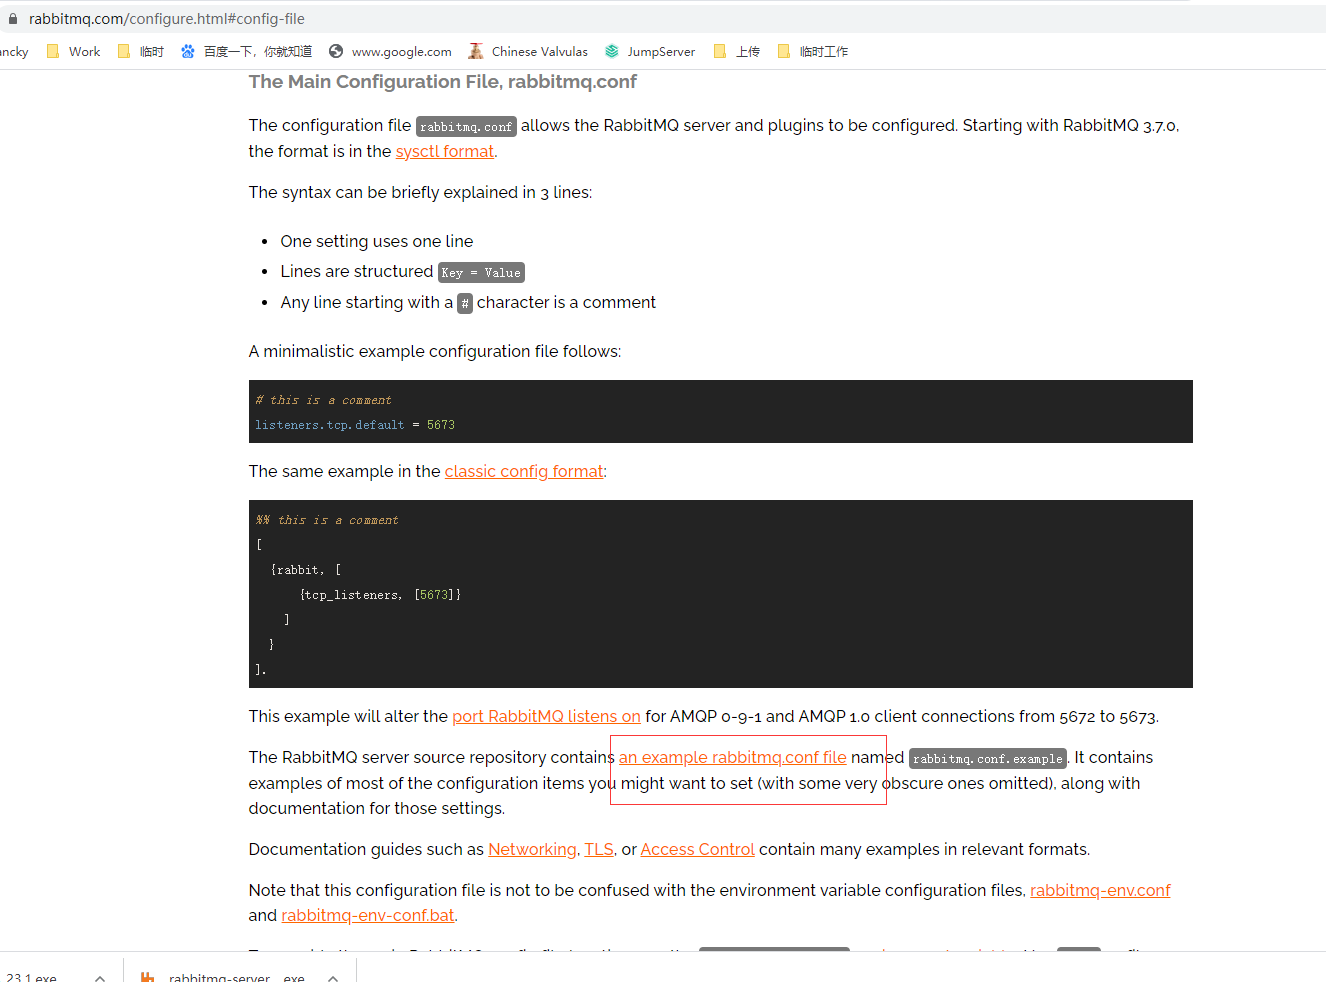 rabbitmq.com/configure.html#config-file
ancky Work 临时 百度一下，你就知道 www.google.com Chinese Valvulas JumpServer 上传 临时工作
The Main Configuration File, rabbitmq.conf
The configuration file rabbitmq.conf allows the RabbitMQ server and plugins to be configured. Starting with RabbitMQ 3.7.0,
the format is in the sysctl format.
The syntax can be briefly explained in 3 lines:
One setting uses one line
Lines are structured Key = Value
Any line starting with a # character is a comment
A minimalistic example configuration file follows:
# this is a comment
listeners.tcp.default = 5673
The same example in the classic config format:
%% this is a comment
[
{rabbit, [
{tcp_listeners, [5673]}
]
}
].
This example will alter the port RabbitMQ listens on for AMQP 0-9-1 and AMQP 1.0 client connections from 5672 to 5673.
The RabbitMQ server source repository contains an example rabbitmq.conf file named rabbitmq.conf.example. It contains
examples of most of the configuration items you might want to set (with some very obscure ones omitted), along with
documentation for those settings.
Documentation guides such as Networking, TLS, or Access Control contain many examples in relevant formats.
Note that this configuration file is not to be confused with the environment variable configuration files, rabbitmq-env.conf
and rabbitmq-env-conf.bat.
23.1.exe rabbitmq-server....exe